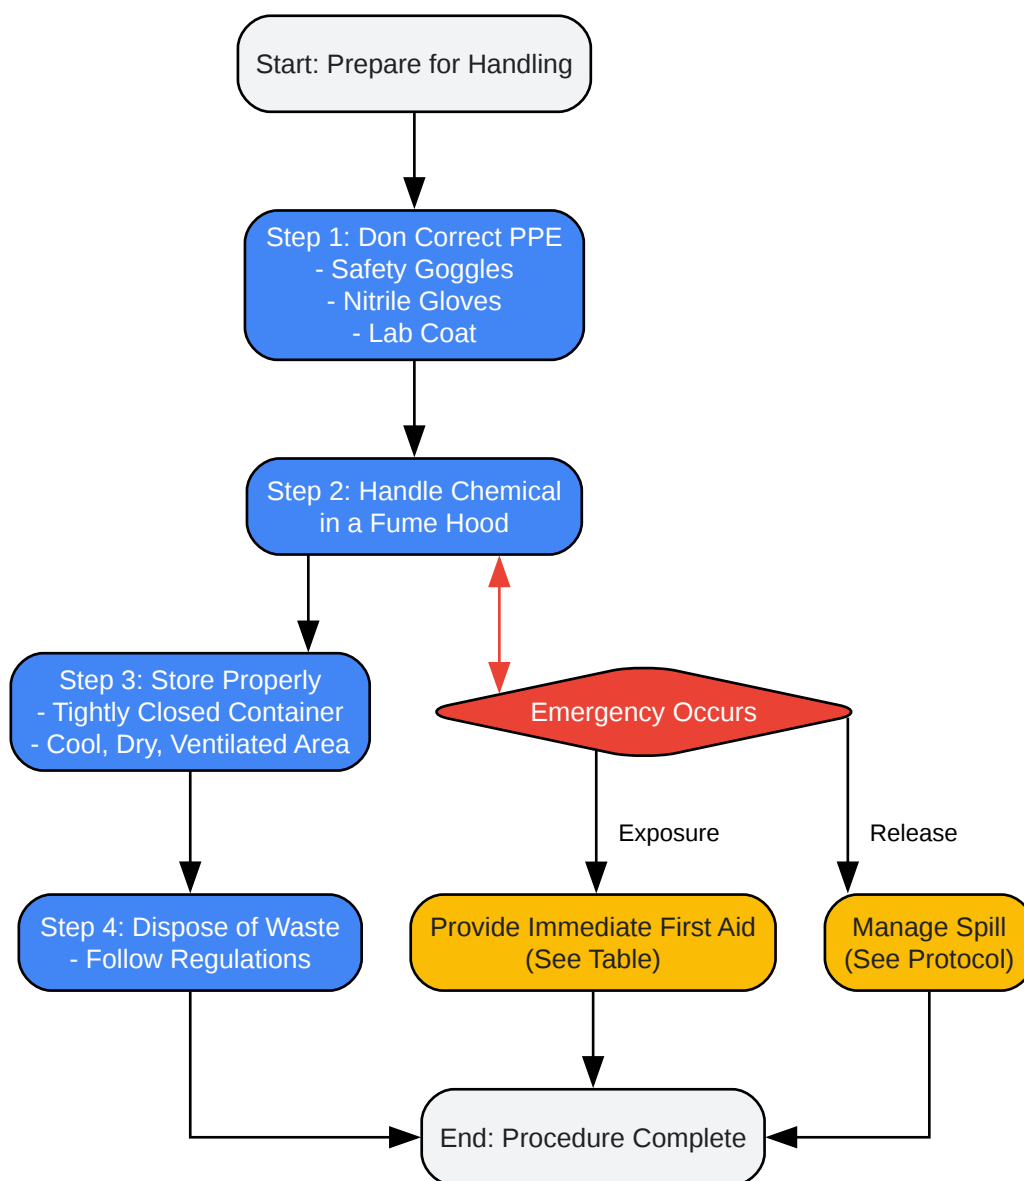 Start: Prepare for Handling
Step 1: Don Correct PPE
- Safety Goggles
- Nitrile Gloves
- Lab Coat
Step 2: Handle Chemical
in a Fume Hood
Step 3: Store Properly
- Tightly Closed Container
- Cool, Dry, Ventilated Area
Emergency Occurs
Exposure
Release
Step 4: Dispose of Waste
- Follow Regulations
Provide Immediate First Aid
(See Table)
Manage Spill
(See Protocol)
End: Procedure Complete